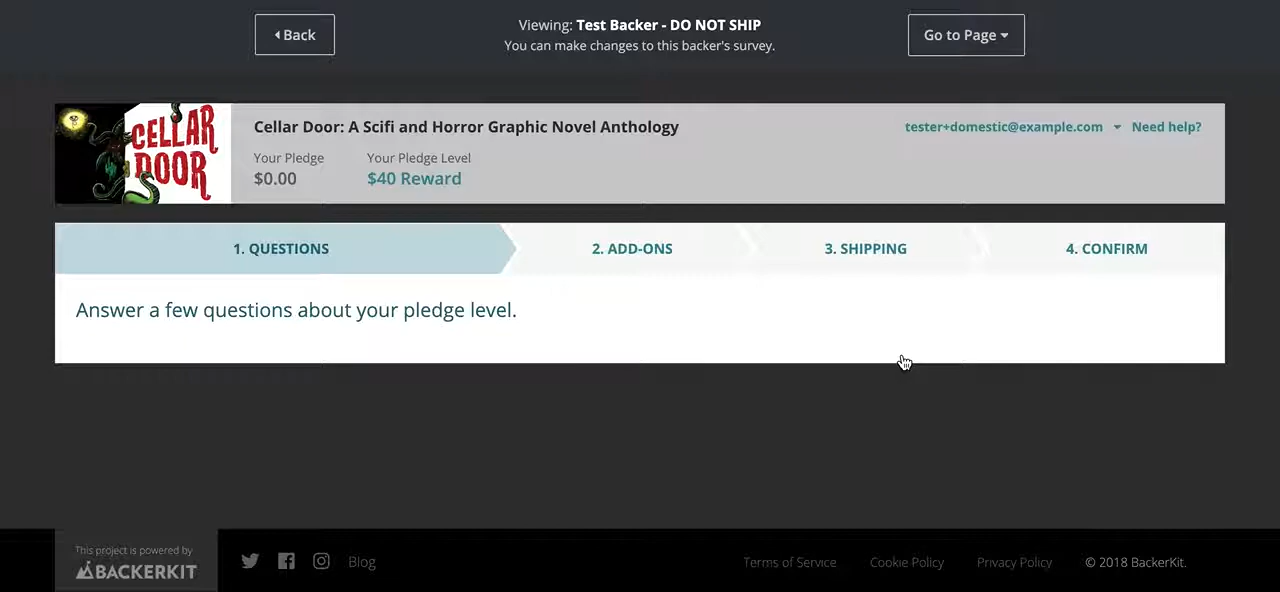 Back
Viewing: Test Backer - DO NOT SHIP
You can make changes to this backer's survey.
Go to Page
CELLAR
DOOR
Cellar Door: A Scifi and Horror Graphic Novel Anthology
tester+domestic@example.com
Need help?
Your Pledge
Your Pledge Level
$0.00
$40 Reward
1. QUESTIONS
2. ADD-ONS
3. SHIPPING
4. CONFIRM
Answer a few questions about your pledge level.
This project is powered by
BACKERKIT
Blog
Terms of Service
Cookie Policy
Privacy Policy
© 2018 BackerKit.